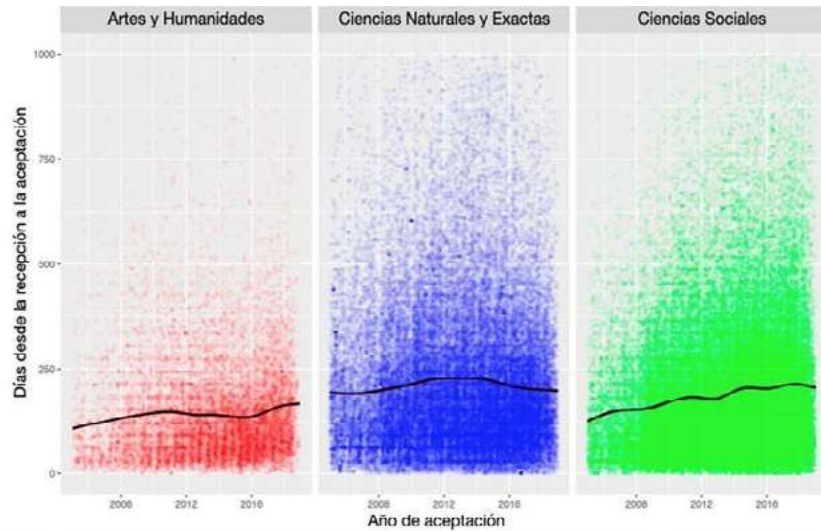 Artes y Humanidades
Ciencias Naturales y Exactas
Ciencias Sociales
Días desde la recepción a la aceptación
1000
750
500
250
0
2008
2012
2016
2008
2012
2016
2008
2012
2016
Año de aceptación